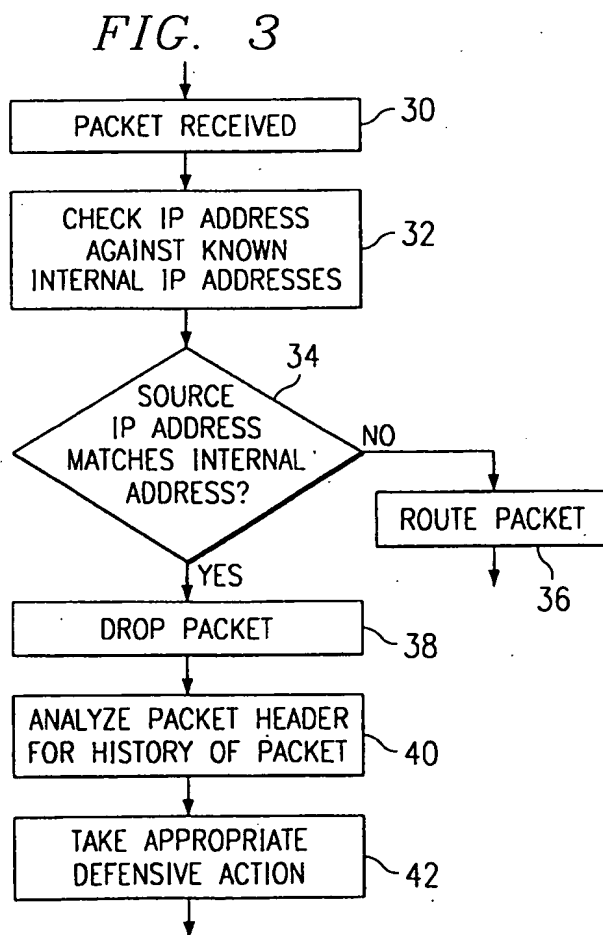 FIG. 3
PACKET RECEIVED
30
CHECK IP ADDRESS
AGAINST KNOWN
INTERNAL IP ADDRESSES
32
34
SOURCE
IP ADDRESS
MATCHES INTERNAL
ADDRESS?
NO
ROUTE PACKET
36
YES
DROP PACKET
38
ANALYZE PACKET HEADER
FOR HISTORY OF PACKET
40
TAKE APPROPRIATE
DEFENSIVE ACTION
42